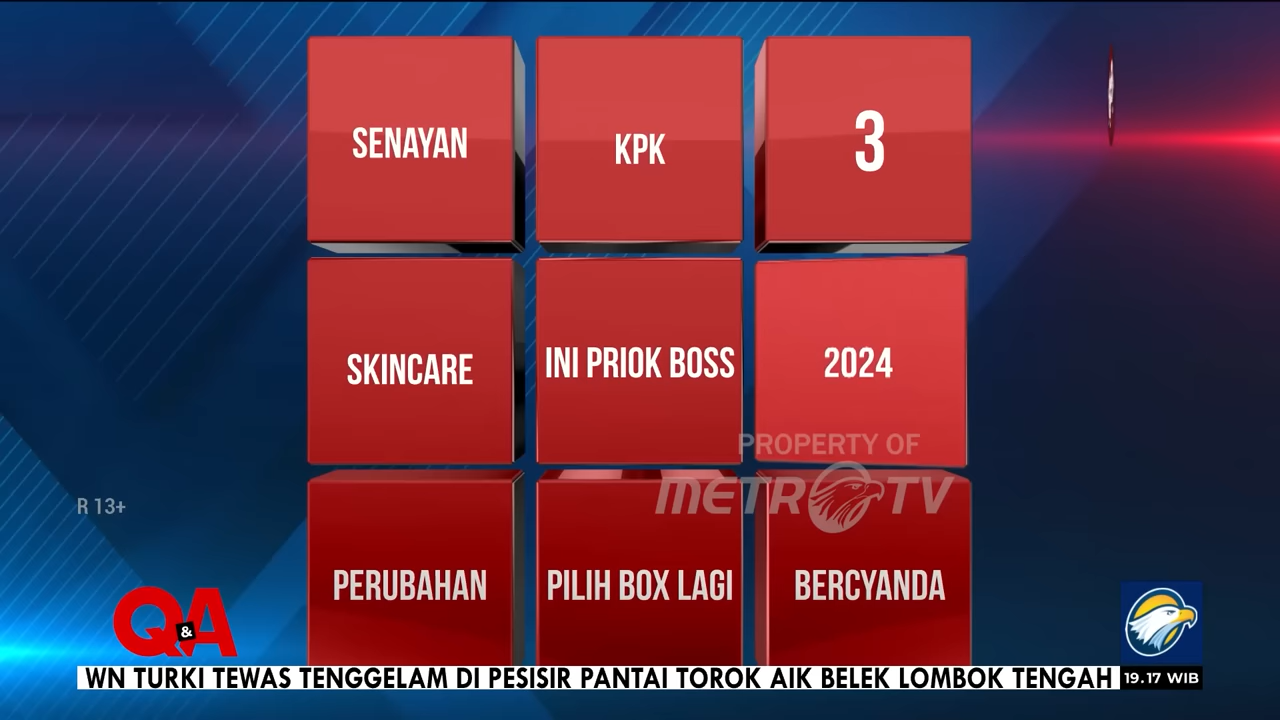 SENAYAN
KPK
3
SKINCARE
INI PRIOK BOSS
2024
PROPERTY OF
METRO TV
R 13+
PERUBAHAN
PILIH BOX LAGI
BERCYANDA
Q&A
WN TURKI TEWAS TENGGELAM DI PESISIR PANTAI TOROK AIK BELEK LOMBOK TENGAH
19.17 WIB